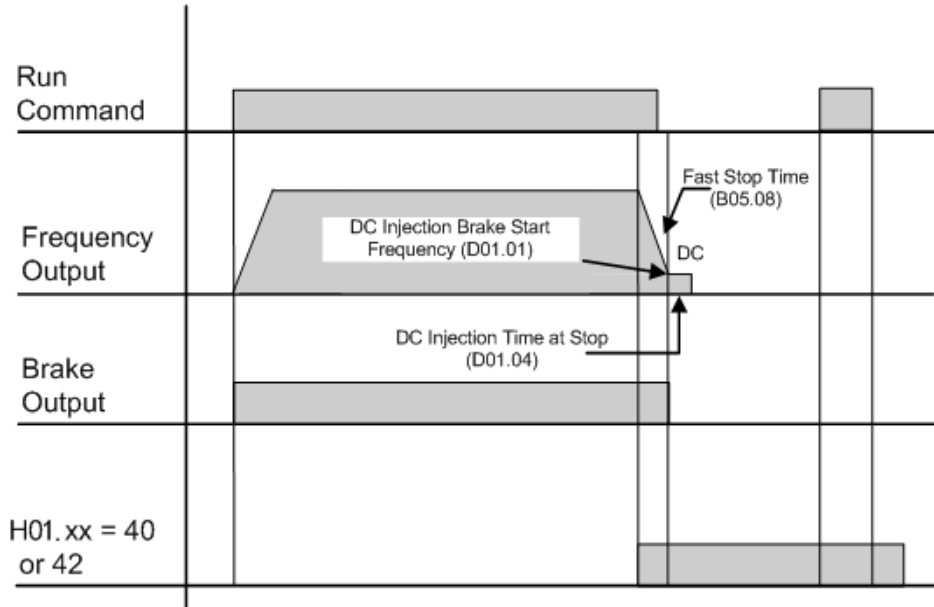 Run
Command
Fast Stop Time
(B05.08)
DC Injection Brake Start
Frequency (D01.01)
Frequency
Output
DC
DC Injection Time at Stop
(D01.04)
Brake
Output
H01.xx = 40
or 42